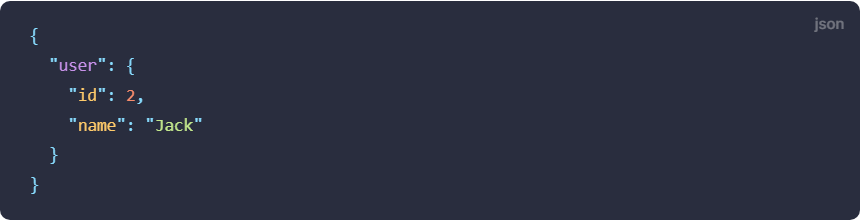 json
{
  "user": {
    "id": 2,
    "name": "Jack"
  }
}